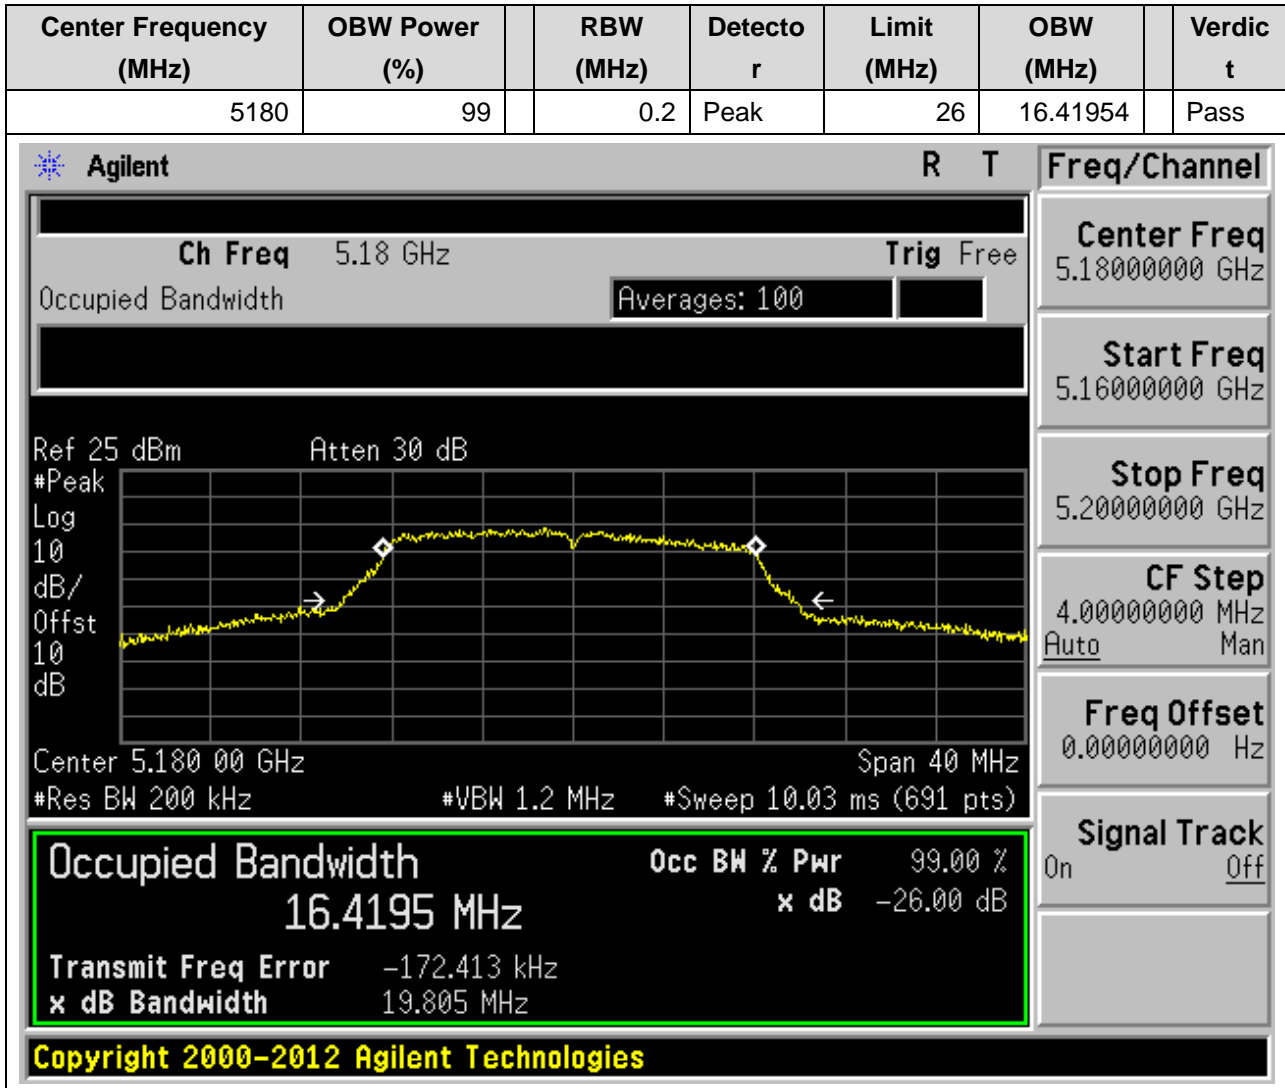 Center Frequency OBW Power RBW Detecto Limit OBW Verdic
(MHz) (%) (MHz) r (MHz) (MHz) t
5180 99 0.2 Peak 26 16.41954 Pass
Agilent R T Freq/Channel
Ch Freq 5.18 GHz Trig Free
Occupied Bandwidth Averages: 100
Center Freq
5.18000000 GHz
Start Freq
5.16000000 GHz
Stop Freq
5.20000000 GHz
CF Step
4.00000000 MHz
Auto Man
Freq Offset
0.00000000 Hz
Signal Track
On Off
Ref 25 dBm Atten 30 dB
#Peak
Log
10
dB/
Offst
10
dB
Center 5.180 00 GHz Span 40 MHz
#Res BW 200 kHz #VBW 1.2 MHz #Sweep 10.03 ms (691 pts)
Occupied Bandwidth Occ BW % Pwr 99.00 %
16.4195 MHz x dB -26.00 dB
Transmit Freq Error -172.413 kHz
x dB Bandwidth 19.805 MHz
Copyright 2000-2012 Agilent Technologies